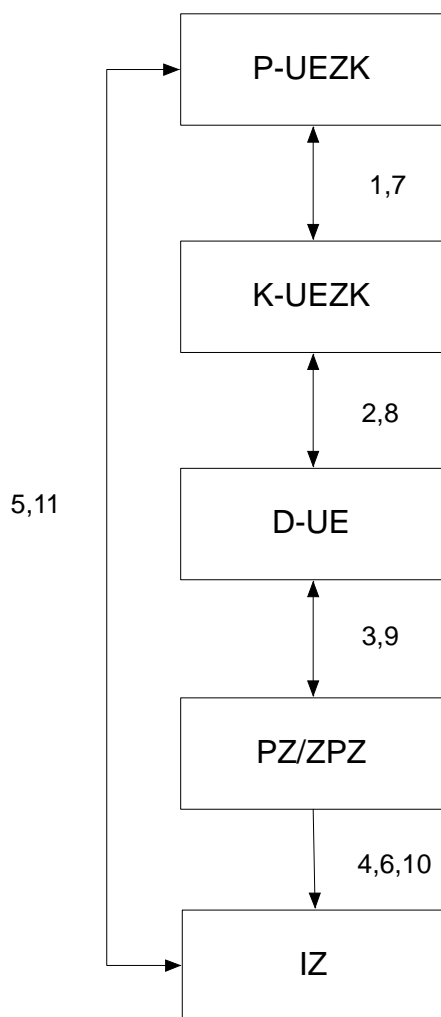 P-UEZK
1,7
K-UEZK
2,8
5,11
D-UE
3,9
PZ/ZPZ
4,6,10
IZ